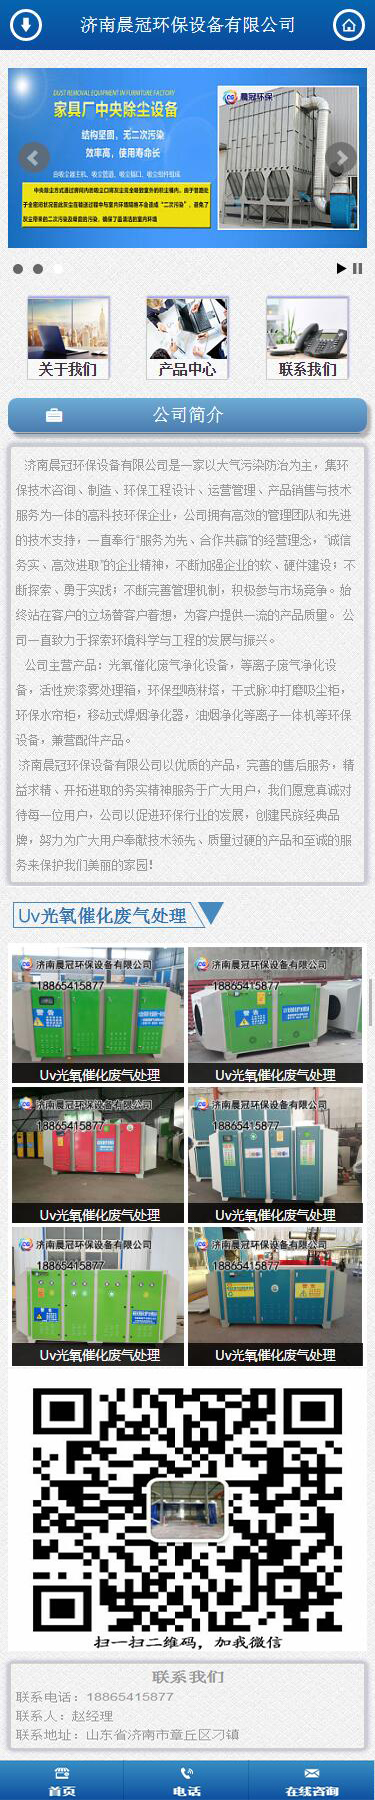 济南晨冠环保设备有限公司
DUST REMOVAL EQUIPMENT IN FURNITURE FACTORY
家具厂中央除尘设备
晨冠环保
结构坚固，无二次污染
效率高，使用寿命长
由吸尘器主机、吸尘管道、吸尘插口、吸尘组件组成
关于我们
产品中心
联系我们
公司简介
济南晨冠环保设备有限公司是一家以大气污染防治为主，集环
保技术咨询、制造、环保工程设计、运营管理、产品销售与技术
服务为一体的高科技环保企业，公司拥有高效的管理团队和先进
的技术支持，一直奉行“服务为先、合作共赢”的经营理念，“诚信
务实、高效进取”的企业精神，不断加强企业的软、硬件建设；不
断探索、勇于实践；不断完善管理机制，积极参与市场竞争。始
终站在客户的立场替客户着想，为客户提供一流的产品质量。 公
司一直致力于探索环境科学与工程的发展与振兴。
公司主营产品：光氧催化废气净化设备，等离子废气净化设
备，活性炭漆雾处理箱，环保型喷淋塔，干式脉冲打磨吸尘柜，
环保水帘柜，移动式焊烟净化器，油烟净化等离子一体机等环保
设备，兼营配件产品。
济南晨冠环保设备有限公司以优质的产品，完善的售后服务，精
益求精、开拓进取的务实精神服务于广大用户，我们愿意真诚对
待每一位用户，公司以促进环保行业的发展，创建民族经典品
牌，努力为广大用户奉献技术领先、质量过硬的产品和至诚的服
务来保护我们美丽的家园！
Uv光氧催化废气处理
济南晨冠环保设备有限公司
18865415877
Uv光氧催化废气处理
济南晨冠环保设备有限公司
18865415877
Uv光氧催化废气处理
济南晨冠环保设备有限公司
18865415877
Uv光氧催化废气处理
济南晨冠环保设备有限公司
18865415877
Uv光氧催化废气处理
济南晨冠环保设备有限公司
18865415877
Uv光氧催化废气处理
济南晨冠环保设备有限公司
18865415877
Uv光氧催化废气处理
扫一扫二维码，加我微信
联系我们
联系电话：18865415877
联系人：赵经理
联系地址：山东省济南市章丘区刁镇
首页
电话
在线咨询